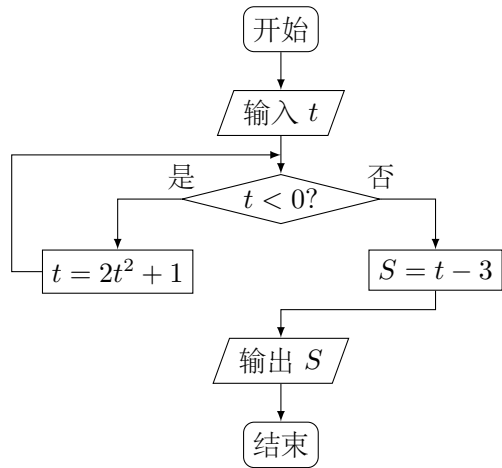 开始
输入 t
是
否
t < 0?
t = 2t² + 1
S = t − 3
输出 S
结束